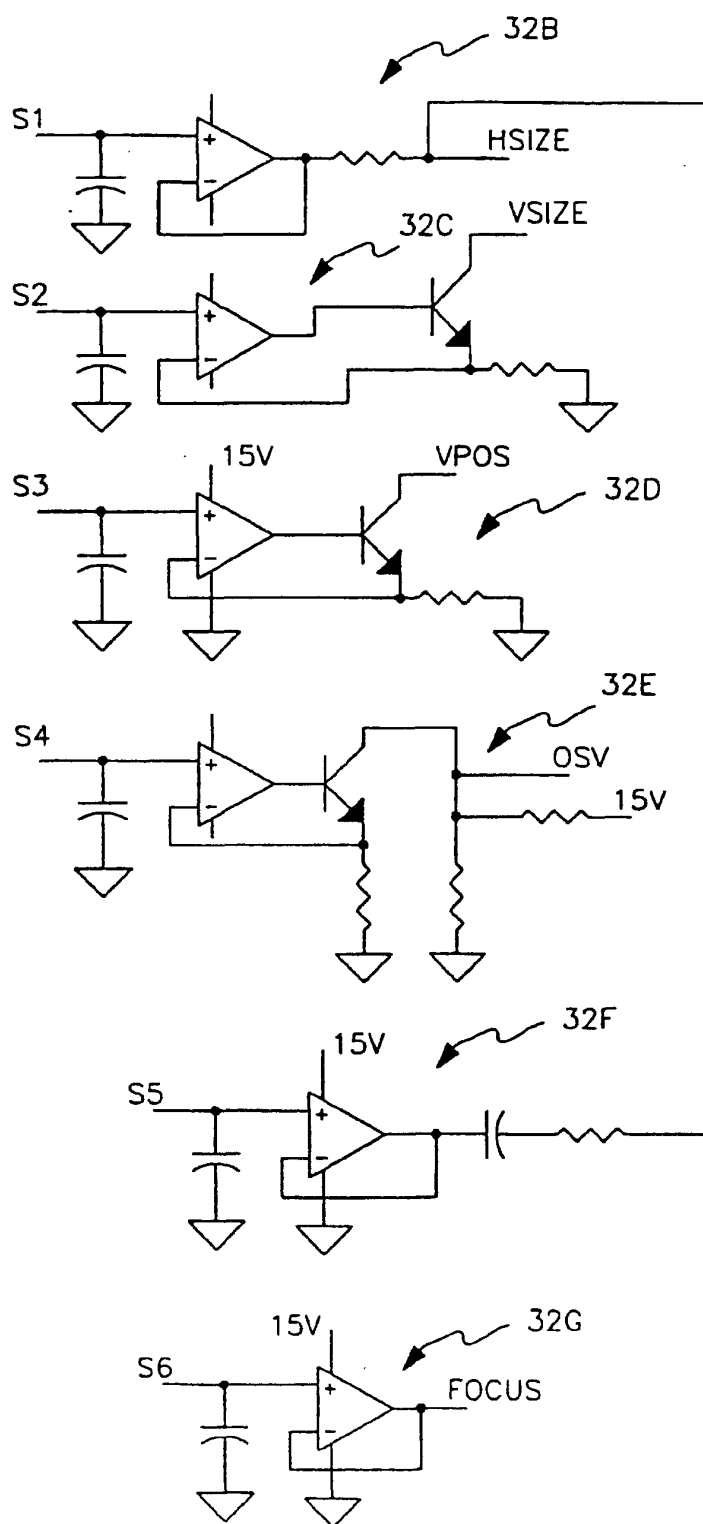 32B
S1
+
−
HSIZE
VSIZE
32C
S2
+
−
15V
VPOS
S3
32D
+
−
32E
S4
OSV
+
15V
−
32F
15V
S5
+
−
15V
32G
S6
FOCUS
+
−